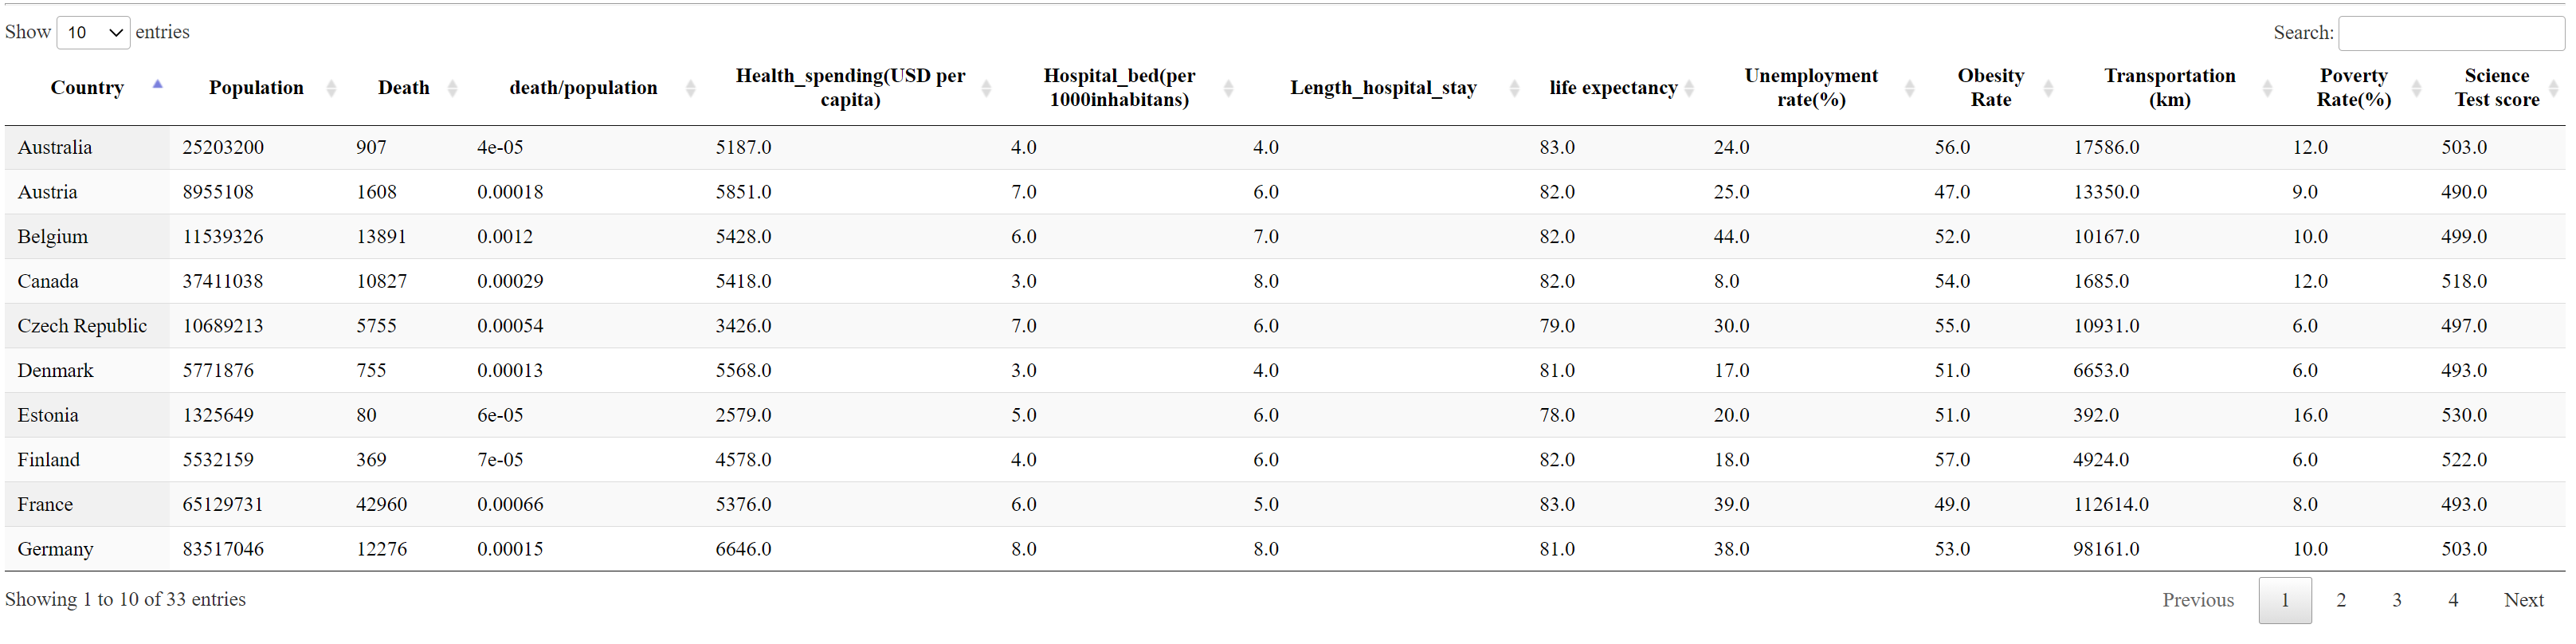 Show 10 entries Search:
Country Population Death death/population Health_spending(USD per capita) Hospital_bed(per 1000inhabitans) Length_hospital_stay life expectancy Unemployment rate(%) Obesity Rate Transportation (km) Poverty Rate(%) Science Test score
Australia 25203200 907 4e-05 5187.0 4.0 4.0 83.0 24.0 56.0 17586.0 12.0 503.0
Austria 8955108 1608 0.00018 5851.0 7.0 6.0 82.0 25.0 47.0 13350.0 9.0 490.0
Belgium 11539326 13891 0.0012 5428.0 6.0 7.0 82.0 44.0 52.0 10167.0 10.0 499.0
Canada 37411038 10827 0.00029 5418.0 3.0 8.0 82.0 8.0 54.0 1685.0 12.0 518.0
Czech Republic 10689213 5755 0.00054 3426.0 7.0 6.0 79.0 30.0 55.0 10931.0 6.0 497.0
Denmark 5771876 755 0.00013 5568.0 3.0 4.0 81.0 17.0 51.0 6653.0 6.0 493.0
Estonia 1325649 80 6e-05 2579.0 5.0 6.0 78.0 20.0 51.0 392.0 16.0 530.0
Finland 5532159 369 7e-05 4578.0 4.0 6.0 82.0 18.0 57.0 4924.0 6.0 522.0
France 65129731 42960 0.00066 5376.0 6.0 5.0 83.0 39.0 49.0 112614.0 8.0 493.0
Germany 83517046 12276 0.00015 6646.0 8.0 8.0 81.0 38.0 53.0 98161.0 10.0 503.0
Showing 1 to 10 of 33 entries Previous 1 2 3 4 Next